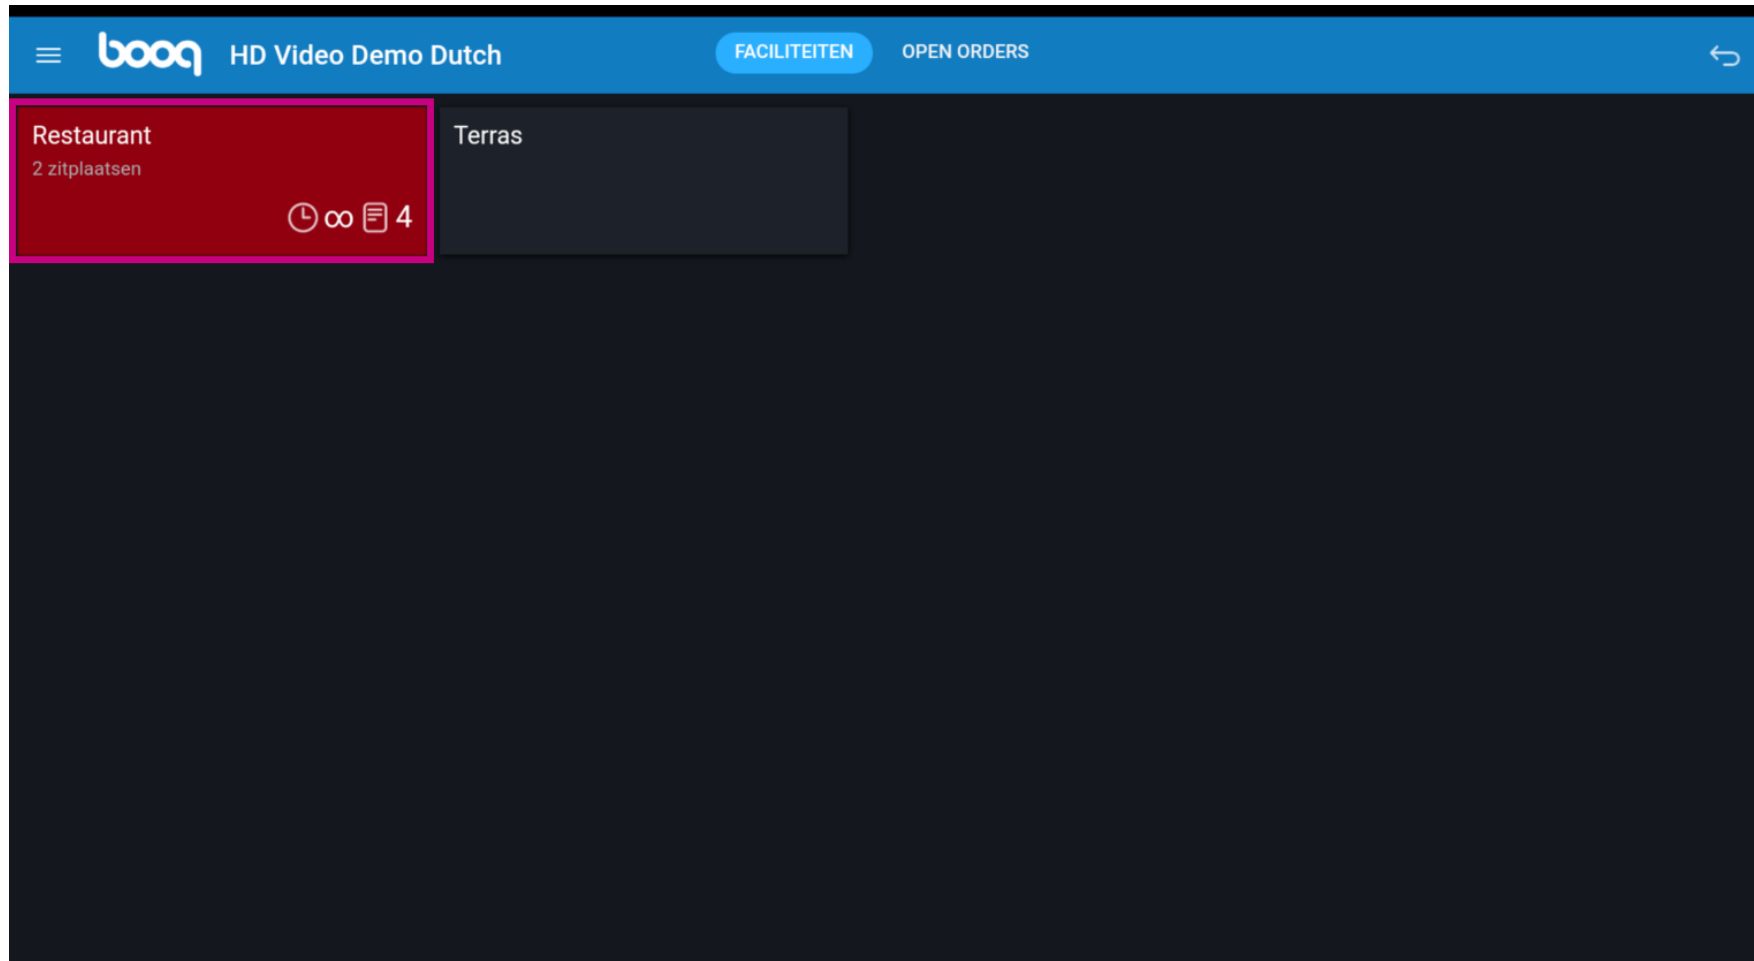 booq HD Video Demo Dutch FACILITEITEN OPEN ORDERS
Restaurant
2 zitplaatsen
∞ 4
Terras